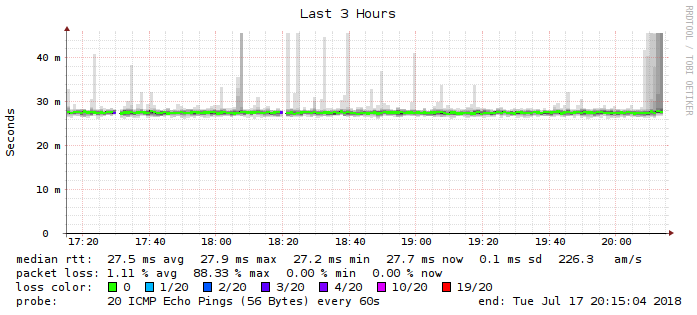 Last 3 Hours
RRDTOOL / TOBI OETIKER
Seconds
40 m
30 m
20 m
10 m
0
17:20 17:40 18:00 18:20 18:40 19:00 19:20 19:40 20:00
median rtt: 27.5 ms avg 27.9 ms max 27.2 ms min 27.7 ms now 0.1 ms sd 226.3 am/s
packet loss: 1.11 % avg 88.33 % max 0.00 % min 0.00 % now
loss color: 0 1/20 2/20 3/20 4/20 10/20 19/20
probe: 20 ICMP Echo Pings (56 Bytes) every 60s end: Tue Jul 17 20:15:04 2018